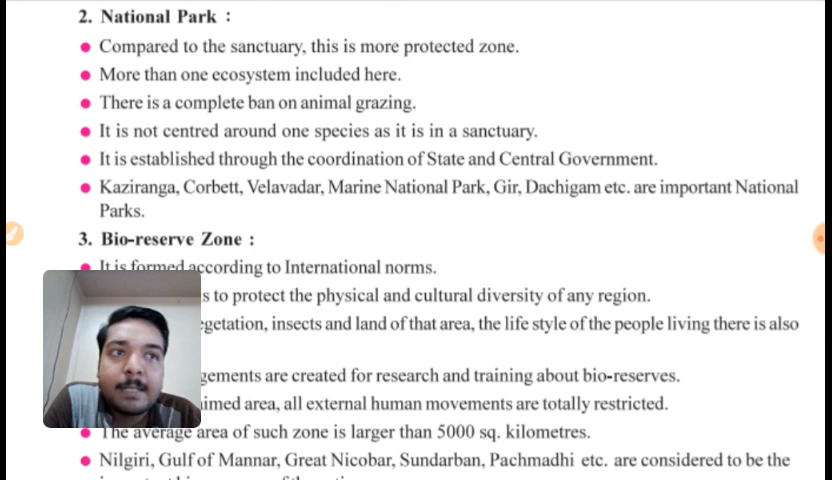 2. National Park :
● Compared to the sanctuary, this is more protected zone.
● More than one ecosystem included here.
● There is a complete ban on animal grazing.
● It is not centred around one species as it is in a sanctuary.
● It is established through the coordination of State and Central Government.
● Kaziranga, Corbett, Velavadar, Marine National Park, Gir, Dachigam etc. are important National
Parks.
3. Bio-reserve Zone :
● It is formed according to International norms.
s to protect the physical and cultural diversity of any region.
getation, insects and land of that area, the life style of the people living there is also
gements are created for research and training about bio-reserves.
imed area, all external human movements are totally restricted.
● The average area of such zone is larger than 5000 sq. kilometres.
● Nilgiri, Gulf of Mannar, Great Nicobar, Sundarban, Pachmadhi etc. are considered to be the